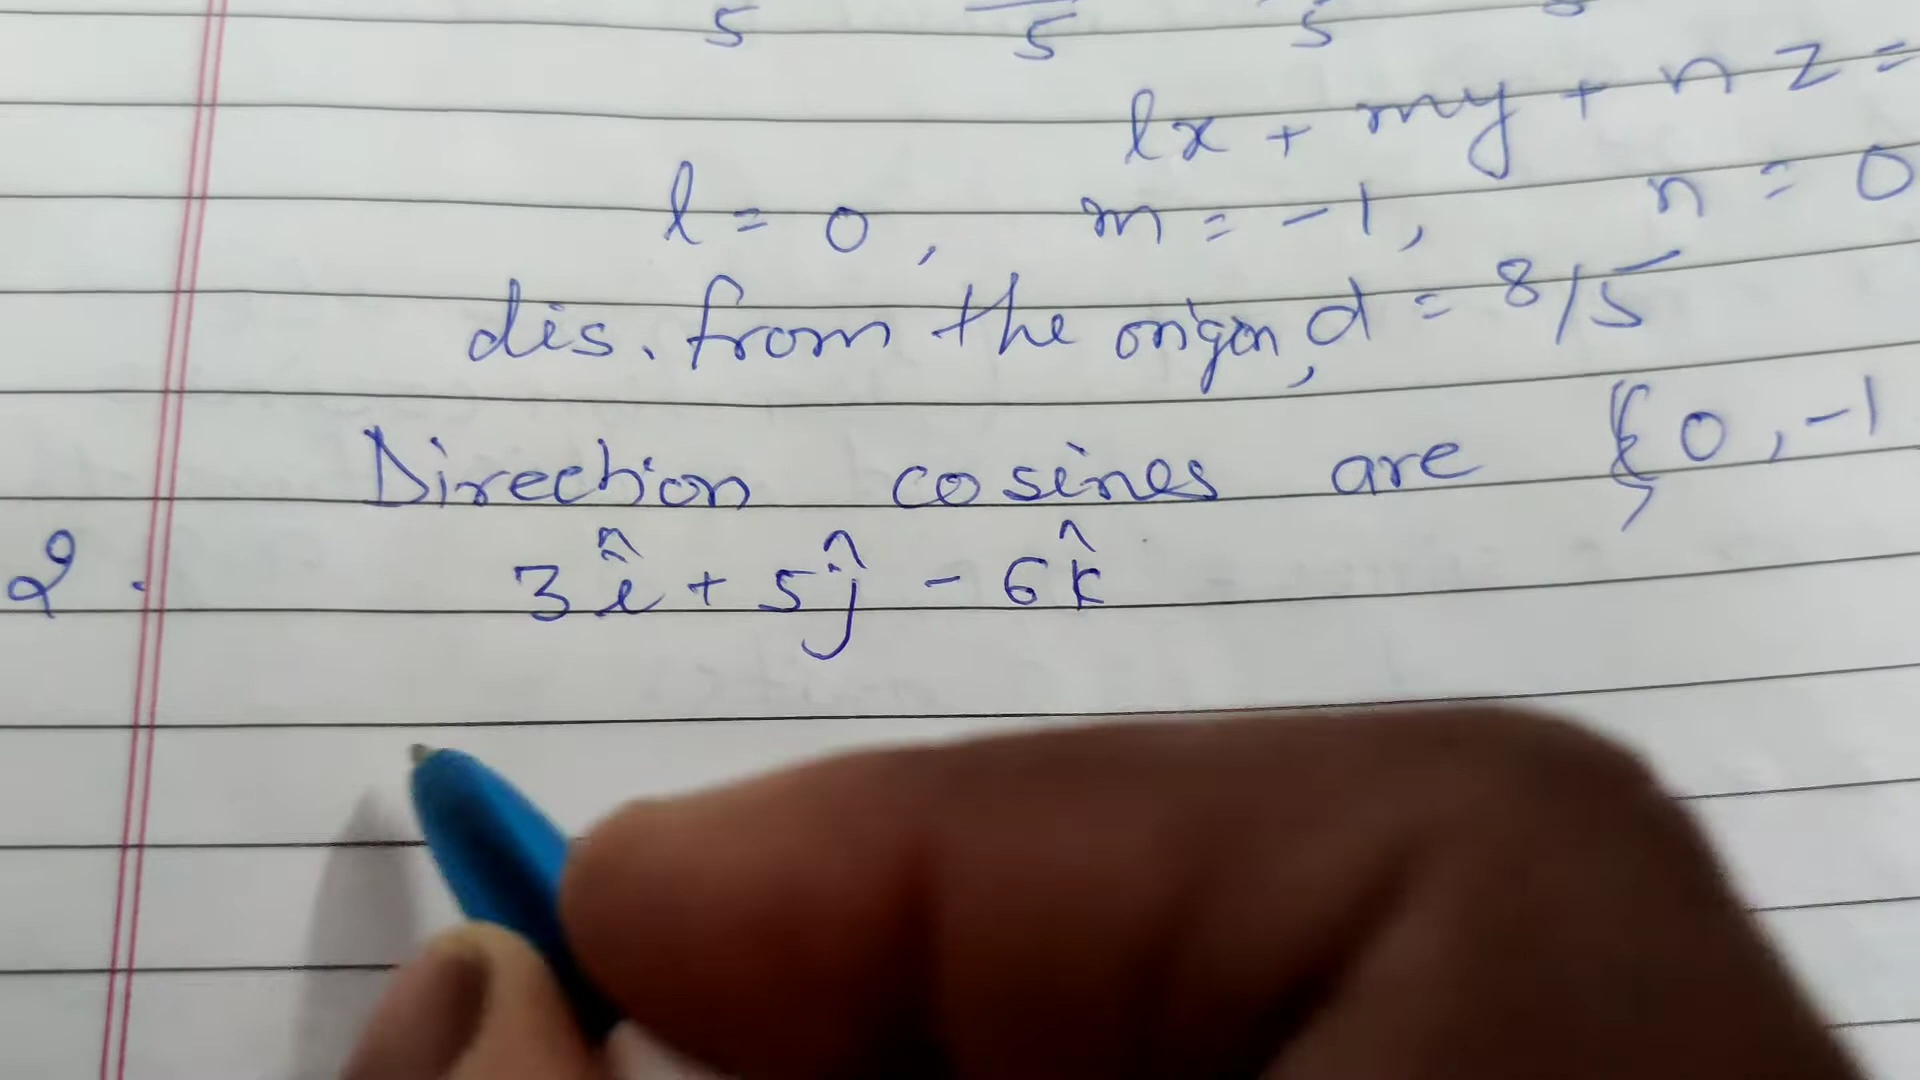 5 5 5
lx + my + nz =
l = 0, m = -1, n = 0
dis. from the origin, d = 8/5
Direction cosines are { 0, -1
2. 3î + 5ĵ - 6k̂